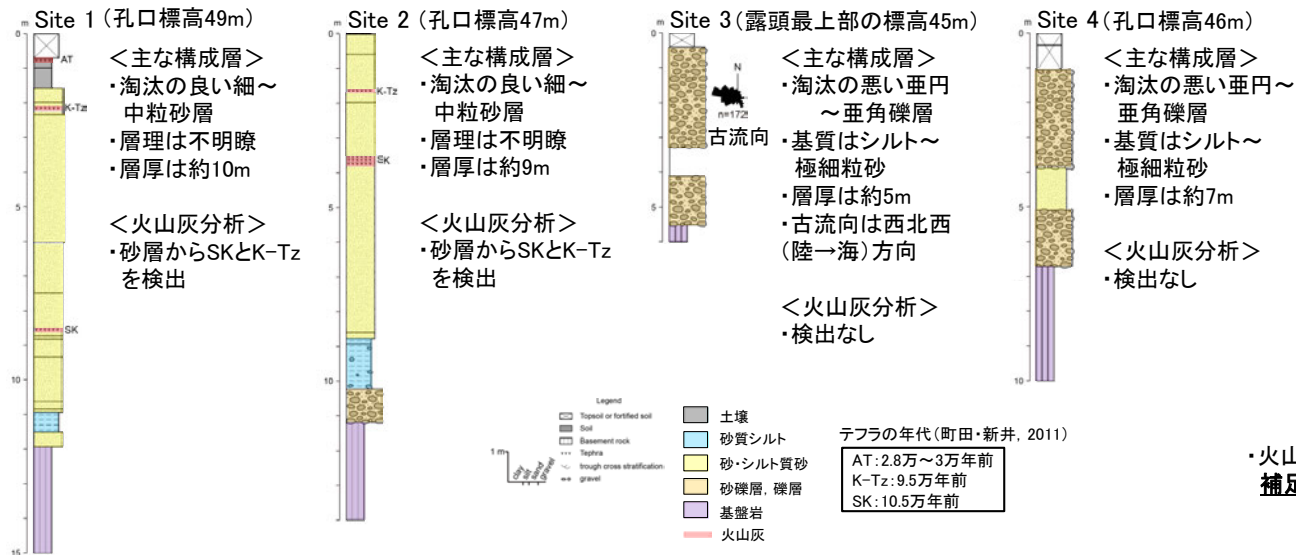 Site 1 (孔口標高49m)
m
0
5
10
15
AT
K-Tz
SK
<主な構成層>
・淘汰の良い細~
中粒砂層
・層理は不明瞭
・層厚は約10m
<火山灰分析>
・砂層からSKとK-Tz
を検出
Site 2 (孔口標高47m)
m
0
5
10
K-Tz
SK
<主な構成層>
・淘汰の良い細~
中粒砂層
・層理は不明瞭
・層厚は約9m
<火山灰分析>
・砂層からSKとK-Tz
を検出
Site 3(露頭最上部の標高45m)
m
0
5
N
古流向
<主な構成層>
・淘汰の悪い亜円
~亜角礫層
・基質はシルト~
極細粒砂
・層厚は約5m
・古流向は西北西
(陸→海)方向
<火山灰分析>
・検出なし
Site 4(孔口標高46m)
m
0
5
10
<主な構成層>
・淘汰の悪い亜円~
亜角礫層
・基質はシルト~
極細粒砂
・層厚は約7m
<火山灰分析>
・検出なし
Legend
Topsoil or fortified soil
Soil
Basement rock
Tephra
trough cross stratification
gravel
1 m
clay
silt
sand
gravel
土壌
砂質シルト
砂・シルト質砂
砂礫層, 礫層
基盤岩
火山灰
テフラの年代(町田・新井, 2011)
AT:2.8万~3万年前
K-Tz:9.5万年前
SK:10.5万年前
・火山
補足